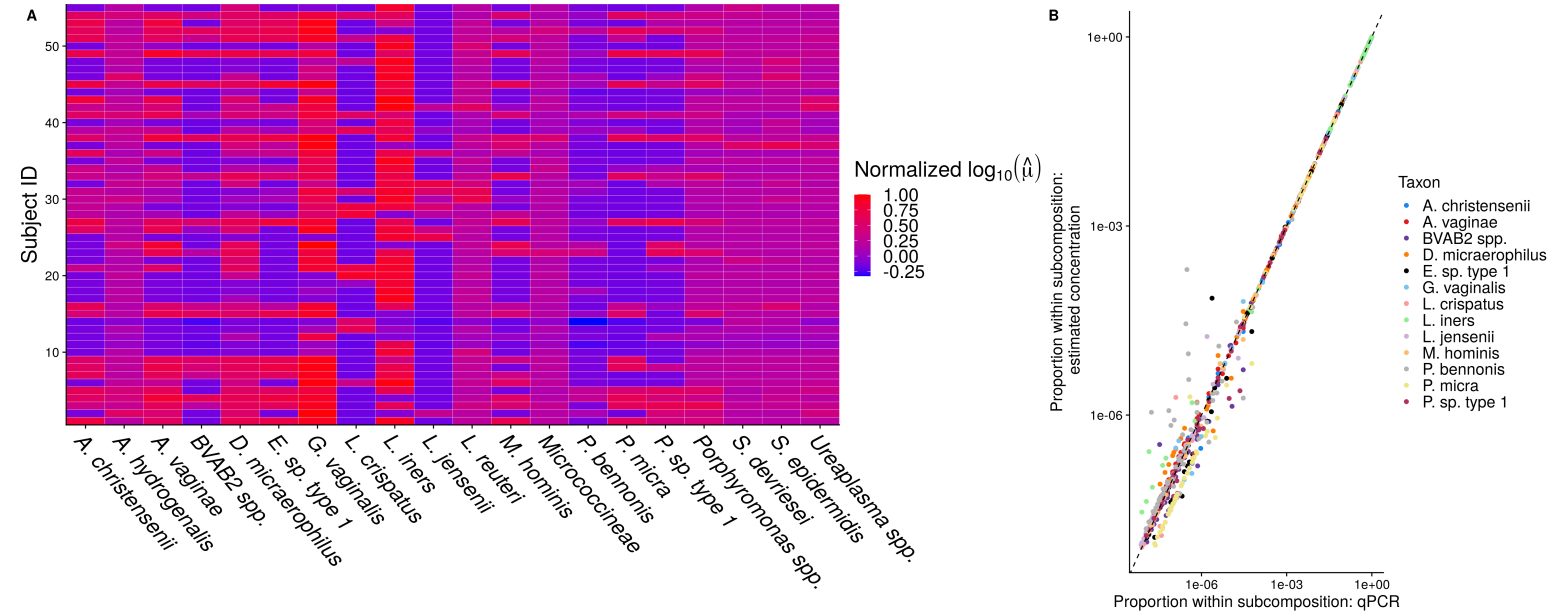 A
Subject ID
50
40
30
20
10
A. christensenii
A. hydrogenalis
A. vaginae
BVAB2 spp.
D. micraerophilus
E. sp. type 1
G. vaginalis
L. crispatus
L. iners
L. jensenii
L. reuteri
M. hominis
Micrococcineae
P. bennonis
P. micra
P. sp. type 1
Porphyromonas spp.
S. devriesei
S. epidermidis
Ureaplasma spp.
Normalized log₁₀(μ̂)
1.00
0.75
0.50
0.25
0.00
-0.25
B
Proportion within subcomposition:
estimated concentration
1e+00
1e-03
1e-06
1e-06
1e-03
1e+00
Proportion within subcomposition: qPCR
Taxon
A. christensenii
A. vaginae
BVAB2 spp.
D. micraerophilus
E. sp. type 1
G. vaginalis
L. crispatus
L. iners
L. jensenii
M. hominis
P. bennonis
P. micra
P. sp. type 1